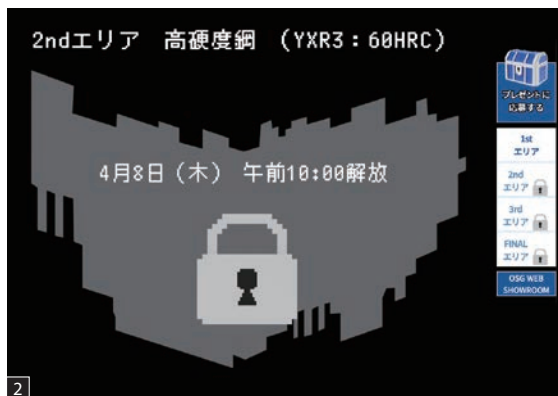 2ndエリア 高硬度鋼 (YXR3：60HRC)
4月8日（木） 午前10:00解放
プレゼントに
応募する
1st
エリア
2nd
エリア
3rd
エリア
FINAL
エリア
OSG WEB
SHOWROOM
2